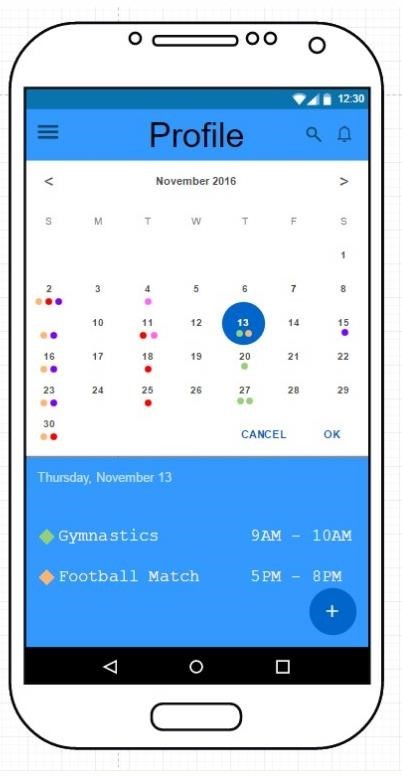 12:30
Profile
< November 2016 >
S M T W T F S
1
2 3 4 5 6 7 8
10 11 12 13 14 15
16 17 18 19 20 21 22
23 24 25 26 27 28 29
30
CANCEL OK
Thursday, November 13
Gymnastics 9AM – 10AM
Football Match 5PM – 8PM
+